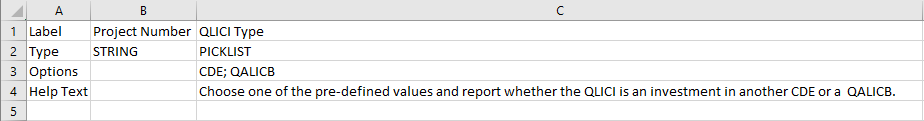 A B C
1 Label Project Number QLICI Type
2 Type STRING PICKLIST
3 Options CDE; QALICB
4 Help Text Choose one of the pre-defined values and report whether the QLICI is an investment in another CDE or a  QALICB.
5